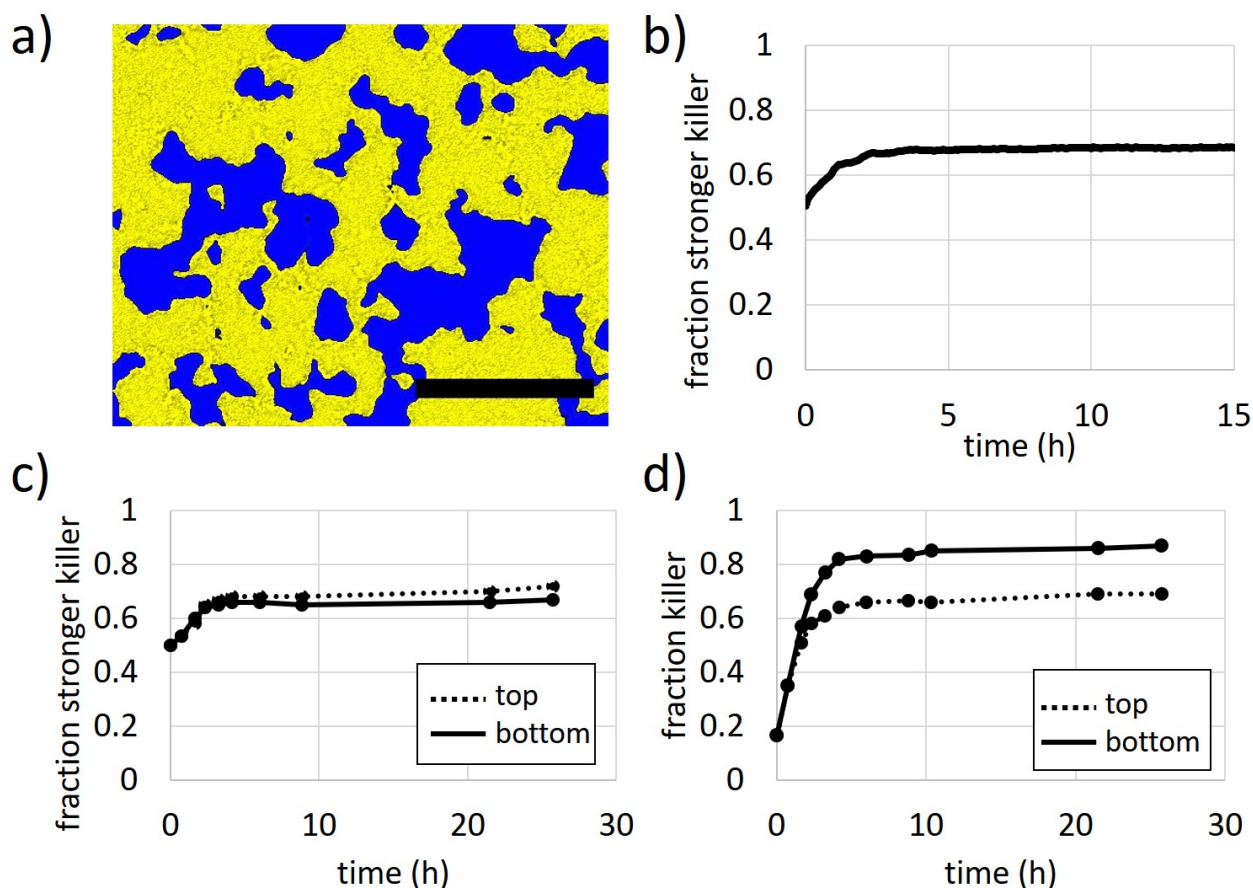 a)
b)
fraction stronger killer
1
0.8
0.6
0.4
0.2
0
0 5 10 15
time (h)
c)
fraction stronger killer
1
0.8
0.6
0.4
0.2
0
top
bottom
0 10 20 30
time (h)
d)
fraction killer
1
0.8
0.6
0.4
0.2
0
top
bottom
0 10 20 30
time (h)